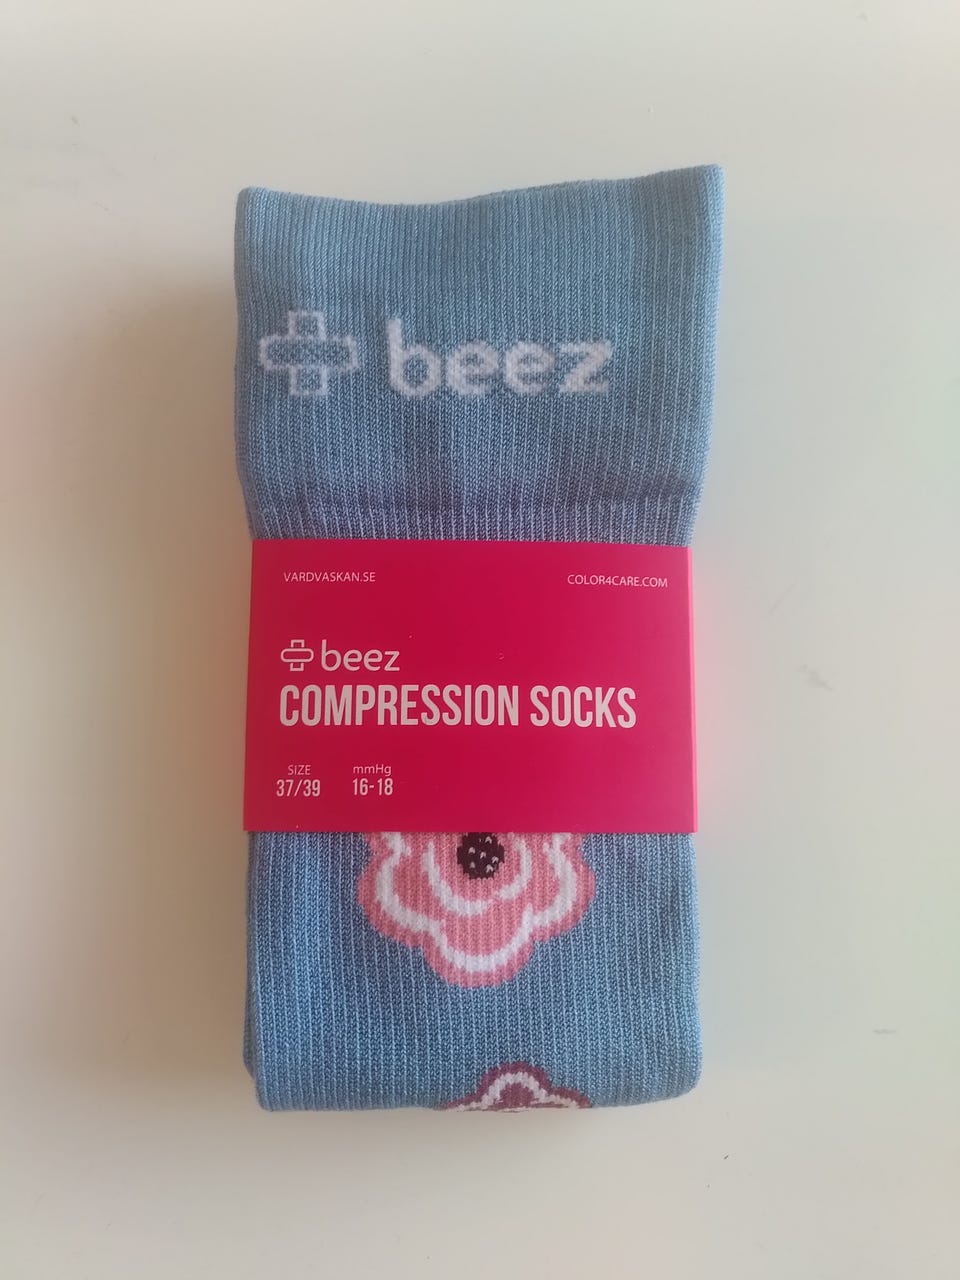 beez
VARDVASKAN.SE
COLOR4CARE.COM
beez
COMPRESSION SOCKS
SIZE
37/39
mmHg
16-18